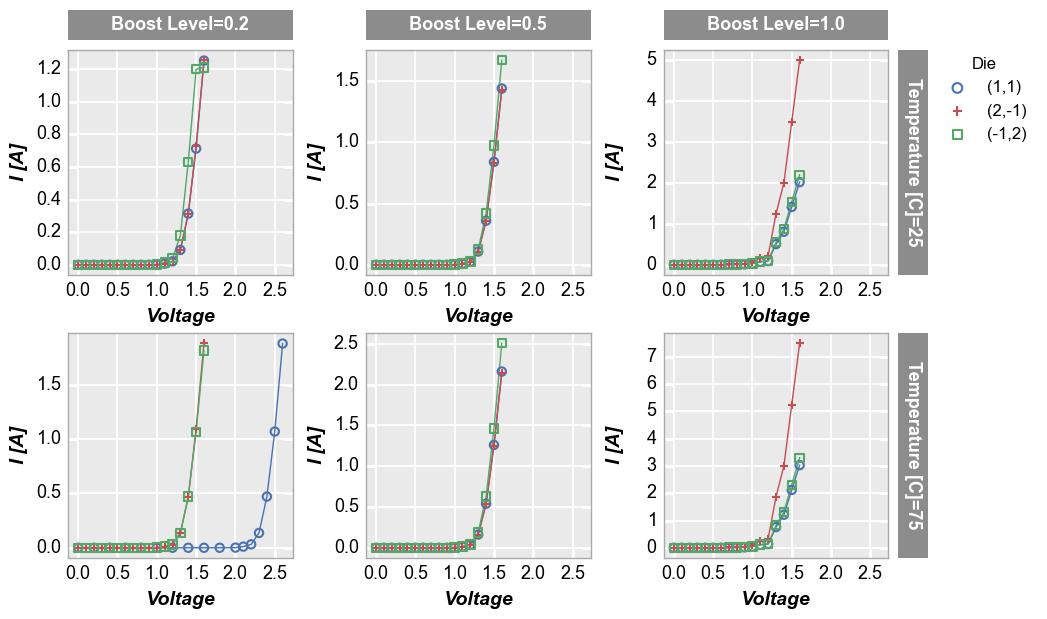 Boost Level=0.2
Boost Level=0.5
Boost Level=1.0
I [A]
1.2
1.0
0.8
0.6
0.4
0.2
0.0
0.0 0.5 1.0 1.5 2.0 2.5
Voltage
I [A]
1.5
1.0
0.5
0.0
0.0 0.5 1.0 1.5 2.0 2.5
Voltage
I [A]
5
4
3
2
1
0
0.0 0.5 1.0 1.5 2.0 2.5
Voltage
Temperature [C]=25
Die
(1,1)
(2,-1)
(-1,2)
I [A]
1.5
1.0
0.5
0.0
0.0 0.5 1.0 1.5 2.0 2.5
Voltage
I [A]
2.5
2.0
1.5
1.0
0.5
0.0
0.0 0.5 1.0 1.5 2.0 2.5
Voltage
I [A]
7
6
5
4
3
2
1
0
0.0 0.5 1.0 1.5 2.0 2.5
Voltage
Temperature [C]=75